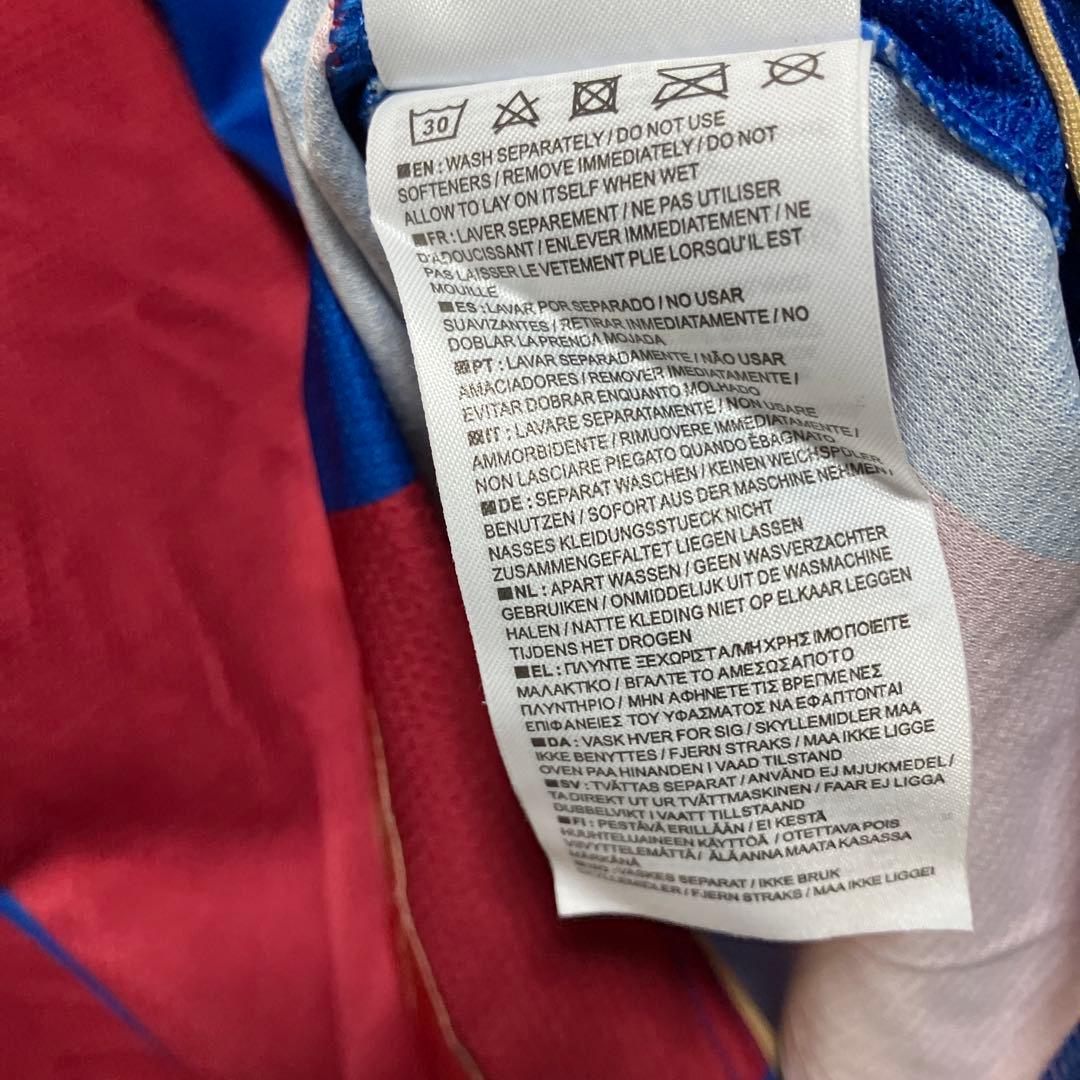 30
EN : WASH SEPARATELY / DO NOT USE
SOFTENERS / REMOVE IMMEDIATELY / DO NOT
ALLOW TO LAY ON ITSELF WHEN WET
FR : LAVER SEPAREMENT / NE PAS UTILISER
D'ADOUCISSANT / ENLEVER IMMEDIATEMENT / NE
PAS LAISSER LE VETEMENT PLIE LORSQU'IL EST
MOUILLE
ES : LAVAR POR SEPARADO / NO USAR
SUAVIZANTES / RETIRAR INMEDIATAMENTE / NO
DOBLAR LA PRENDA MOJADA
PT : LAVAR SEPARADAMENTE / NÃO USAR
AMACIADORES / REMOVER IMEDIATAMENTE /
EVITAR DOBRAR ENQUANTO MOLHADO
IT : LAVARE SEPARATAMENTE / NON USARE
AMMORBIDENTE / RIMUOVERE IMMEDIATAMENTE /
NON LASCIARE PIEGATO QUANDO ÈBAGNATO
DE : SEPARAT WASCHEN / KEINEN WEICHSPÜLER
BENUTZEN / SOFORT AUS DER MASCHINE NEHMEN /
NASSES KLEIDUNGSSTUECK NICHT
ZUSAMMENGEFALTET LIEGEN LASSEN
NL : APART WASSEN / GEEN WASVERZACHTER
GEBRUIKEN / ONMIDDELIJK UIT DE WASMACHINE
HALEN / NATTE KLEDING NIET OP ELKAAR LEGGEN
TIJDENS HET DROGEN
EL : ΠΛΥΝΤΕ ΞΕΧΩΡΙΣΤΑ/ΜΗ ΧΡΗΣΙΜΟΠΟΙΕΙΤΕ
ΜΑΛΑΚΤΙΚΟ / ΒΓΑΛΤΕ ΤΟ ΑΜΕΣΩΣΑΠΟΤΟ
ΠΛΥΝΤΗΡΙΟ / ΜΗΝ ΑΦΗΝΕΤΕ ΤΙΣ ΒΡΕΓΜΕΝΕΣ
ΕΠΙΦΑΝΕΙΕΣ ΤΟΥ ΥΦΑΣΜΑΤΟΣ ΝΑ ΕΦΑΠΤΟΝΤΑΙ
DA : VASK HVER FOR SIG / SKYLLEMIDLER MAA
IKKE BENYTTES / FJERN STRAKS / MAA IKKE LIGGE
OVEN PAA HINANDEN I VAAD TILSTAND
SV : TVÄTTAS SEPARAT / ANVÄND EJ MJUKMEDEL /
TA DIREKT UT UR TVÄTTMASKINEN / FAAR EJ LIGGA
DUBBELVIKT I VAATT TILLSTAAND
FI : PESTÄVÄ ERILLÄÄN / EI KESTÄ
HUUHTELUAINEEN KÄYTTÖÄ / OTETTAVA POIS
VIIVYTTELEMÄTTÄ / ÄLÄ ANNA MAATA KASASSA
MÄRKÄNÄ
NO : VASKES SEPARAT / IKKE BRUK
SKYLLEMIDLER / FJERN STRAKS / MAA IKKE LIGGEI